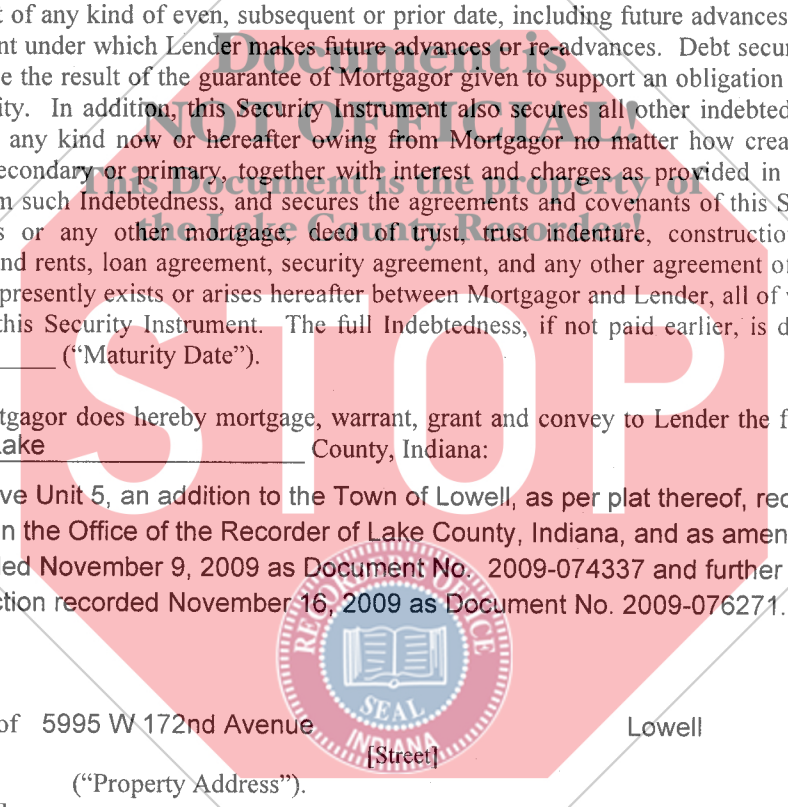 t of any kind of even, subsequent or prior date, including future advances
nt under which Lender makes future advances or re-advances. Debt secur
Document is
e the result of the guarantee of Mortgagor given to support an obligation
ity. In addition, this Security Instrument also secures all other indebted
NOT OFFICIAL!
any kind now or hereafter owing from Mortgagor no matter how crea
econdary or primary, together with interest and charges as provided in
This Document is the property of
n such Indebtedness, and secures the agreements and covenants of this S
the Lake County Recorder!
s or any other mortgage, deed of trust, trust indenture, constructio
nd rents, loan agreement, security agreement, and any other agreement o
presently exists or arises hereafter between Mortgagor and Lender, all of
this Security Instrument. The full Indebtedness, if not paid earlier, is d
_____ (“Maturity Date”).
STOP
tgagor does hereby mortgage, warrant, grant and convey to Lender the f
ake County, Indiana:
ve Unit 5, an addition to the Town of Lowell, as per plat thereof, rec
n the Office of the Recorder of Lake County, Indiana, and as amen
led November 9, 2009 as Document No. 2009-074337 and further
ction recorded November 16, 2009 as Document No. 2009-076271.
RECORDER'S OFFICE
SEAL
INDIANA
of 5995 W 172nd Avenue Lowell
[Street]
(“Property Address”).